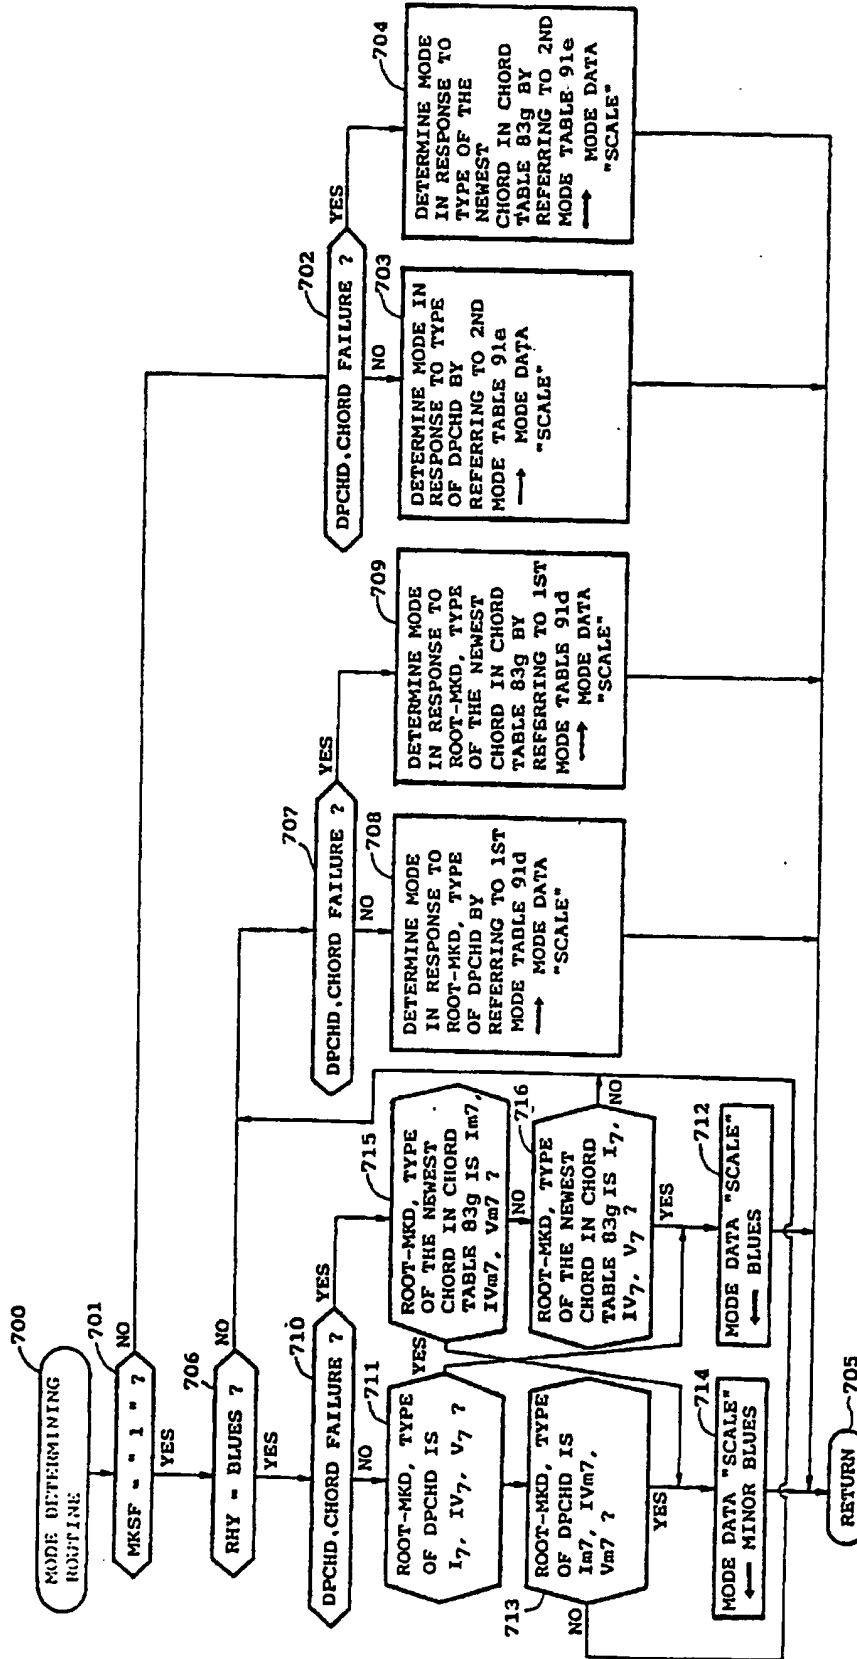 700
MODE DETERMINING
ROUTINE
701
MKSF = " 1 " ?
NO
YES
706
RHY = BLUES ?
NO
YES
710
DPCHD.CHORD FAILURE ?
YES
NO
711
ROOT-MKD, TYPE
OF DPCHD IS
I7, IV7, V7 ?
YES
713
ROOT-MKD, TYPE
OF DPCHD IS
Im7, IVm7,
Vm7 ?
NO
YES
714
MODE DATA "SCALE"
⟵ MINOR BLUES
RETURN
705
715
ROOT-MKD, TYPE
OF THE NEWEST
CHORD IN CHORD
TABLE 83g IS Im7,
IVm7, Vm7 ?
NO
716
ROOT-MKD, TYPE
OF THE NEWEST
CHORD IN CHORD
TABLE 83g IS I7,
IV7, V7 ?
NO
YES
712
MODE DATA "SCALE"
⟵ BLUES
707
DPCHD.CHORD FAILURE ?
YES
NO
708
DETERMINE MODE
IN RESPONSE TO
ROOT-MKD, TYPE
OF DPCHD BY
REFERRING TO 1ST
MODE TABLE 91d
⟶ MODE DATA
"SCALE"
709
DETERMINE MODE
IN RESPONSE TO
ROOT-MKD, TYPE
OF THE NEWEST
CHORD IN CHORD
TABLE 83g BY
REFERRING TO 1ST
MODE TABLE 91d
⟶ MODE DATA
"SCALE"
702
DPCHD.CHORD FAILURE ?
YES
NO
703
DETERMINE MODE IN
RESPONSE TO TYPE
OF DPCHD BY
REFERRING TO 2ND
MODE TABLE 91e
⟶ MODE DATA
"SCALE"
704
DETERMINE MODE
IN RESPONSE TO
TYPE OF THE
NEWEST
CHORD IN CHORD
TABLE 83g BY
REFERRING TO 2ND
MODE TABLE 91e
⟶ MODE DATA
"SCALE"